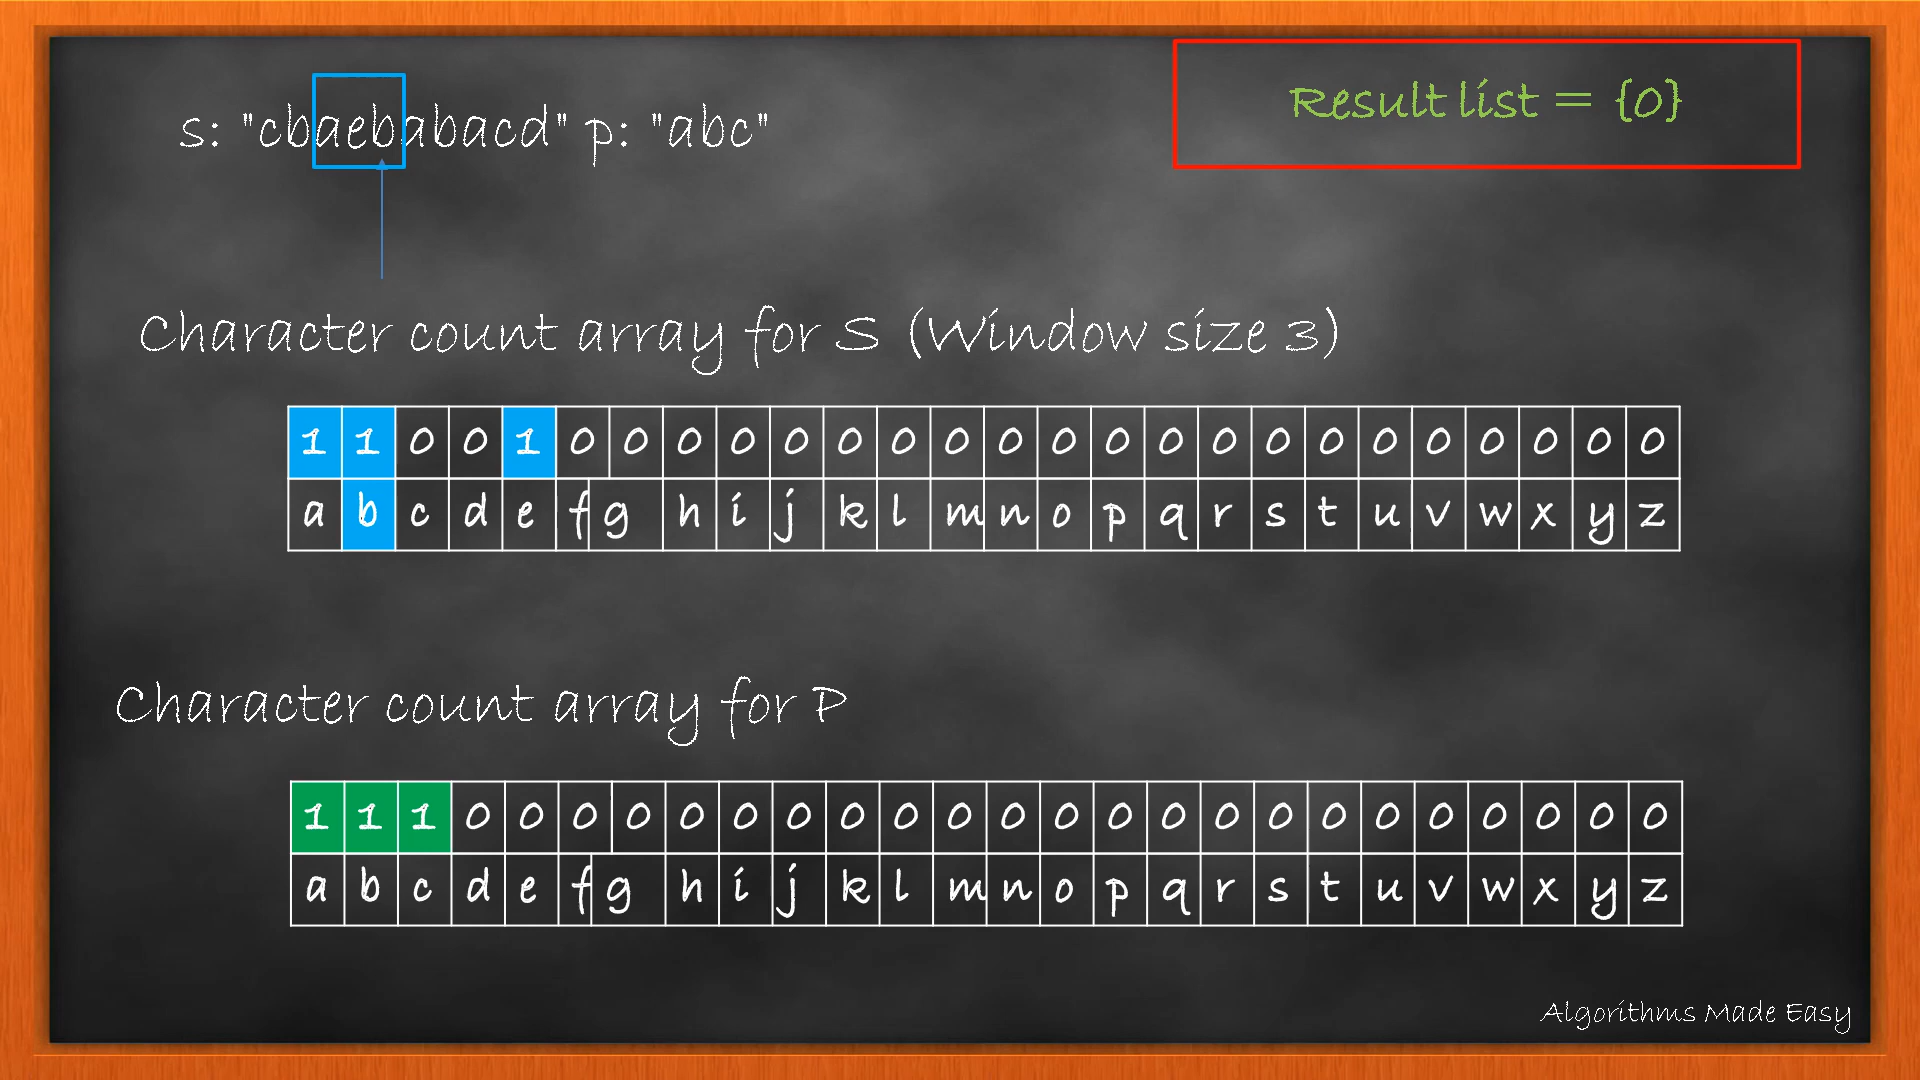 s: "cbaebabacd" p: "abc"
Result list = {0}
Character count array for S (Window size 3)
1 1 0 0 1 0 0 0 0 0 0 0 0 0 0 0 0 0 0 0 0 0 0 0 0 0
a b c d e f g h i j k l m n o p q r s t u v w x y z
Character count array for P
1 1 1 0 0 0 0 0 0 0 0 0 0 0 0 0 0 0 0 0 0 0 0 0 0 0
a b c d e f g h i j k l m n o p q r s t u v w x y z
Algorithms Made Easy